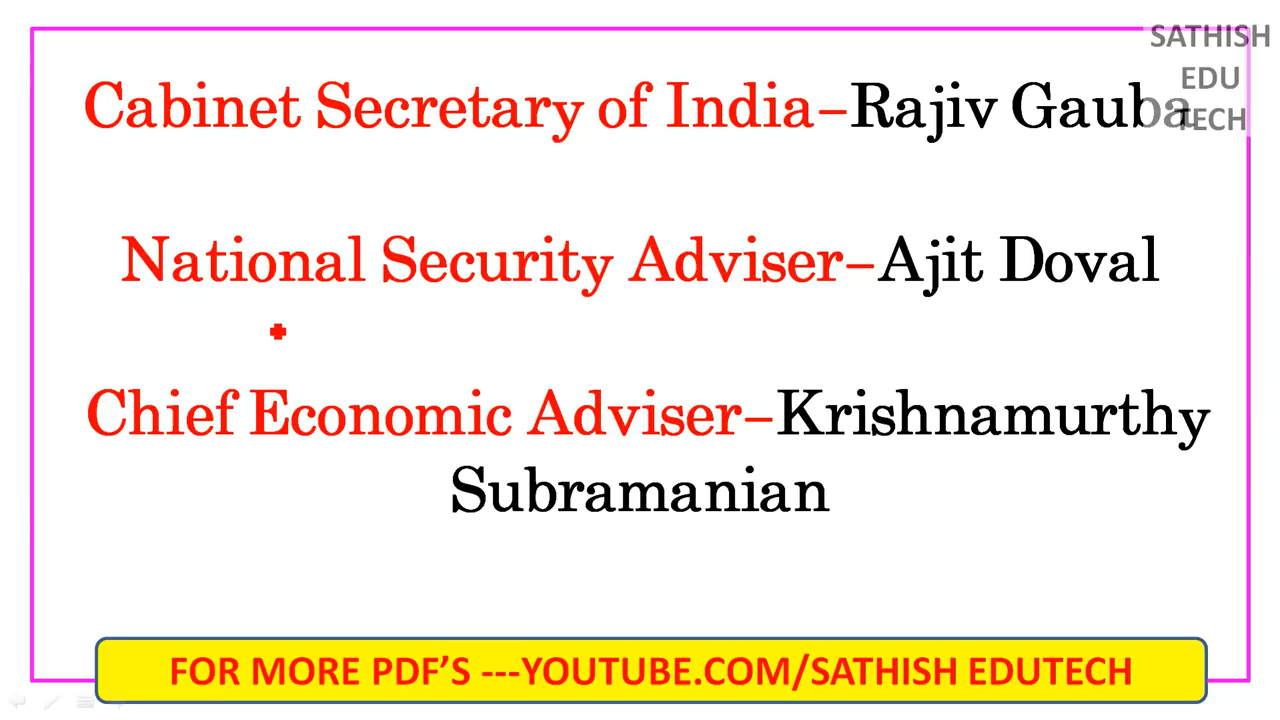 SATHISH
EDU
TECH
Cabinet Secretary of India–Rajiv Gauba
National Security Adviser–Ajit Doval
Chief Economic Adviser–Krishnamurthy
Subramanian
FOR MORE PDF’S ---YOUTUBE.COM/SATHISH EDUTECH